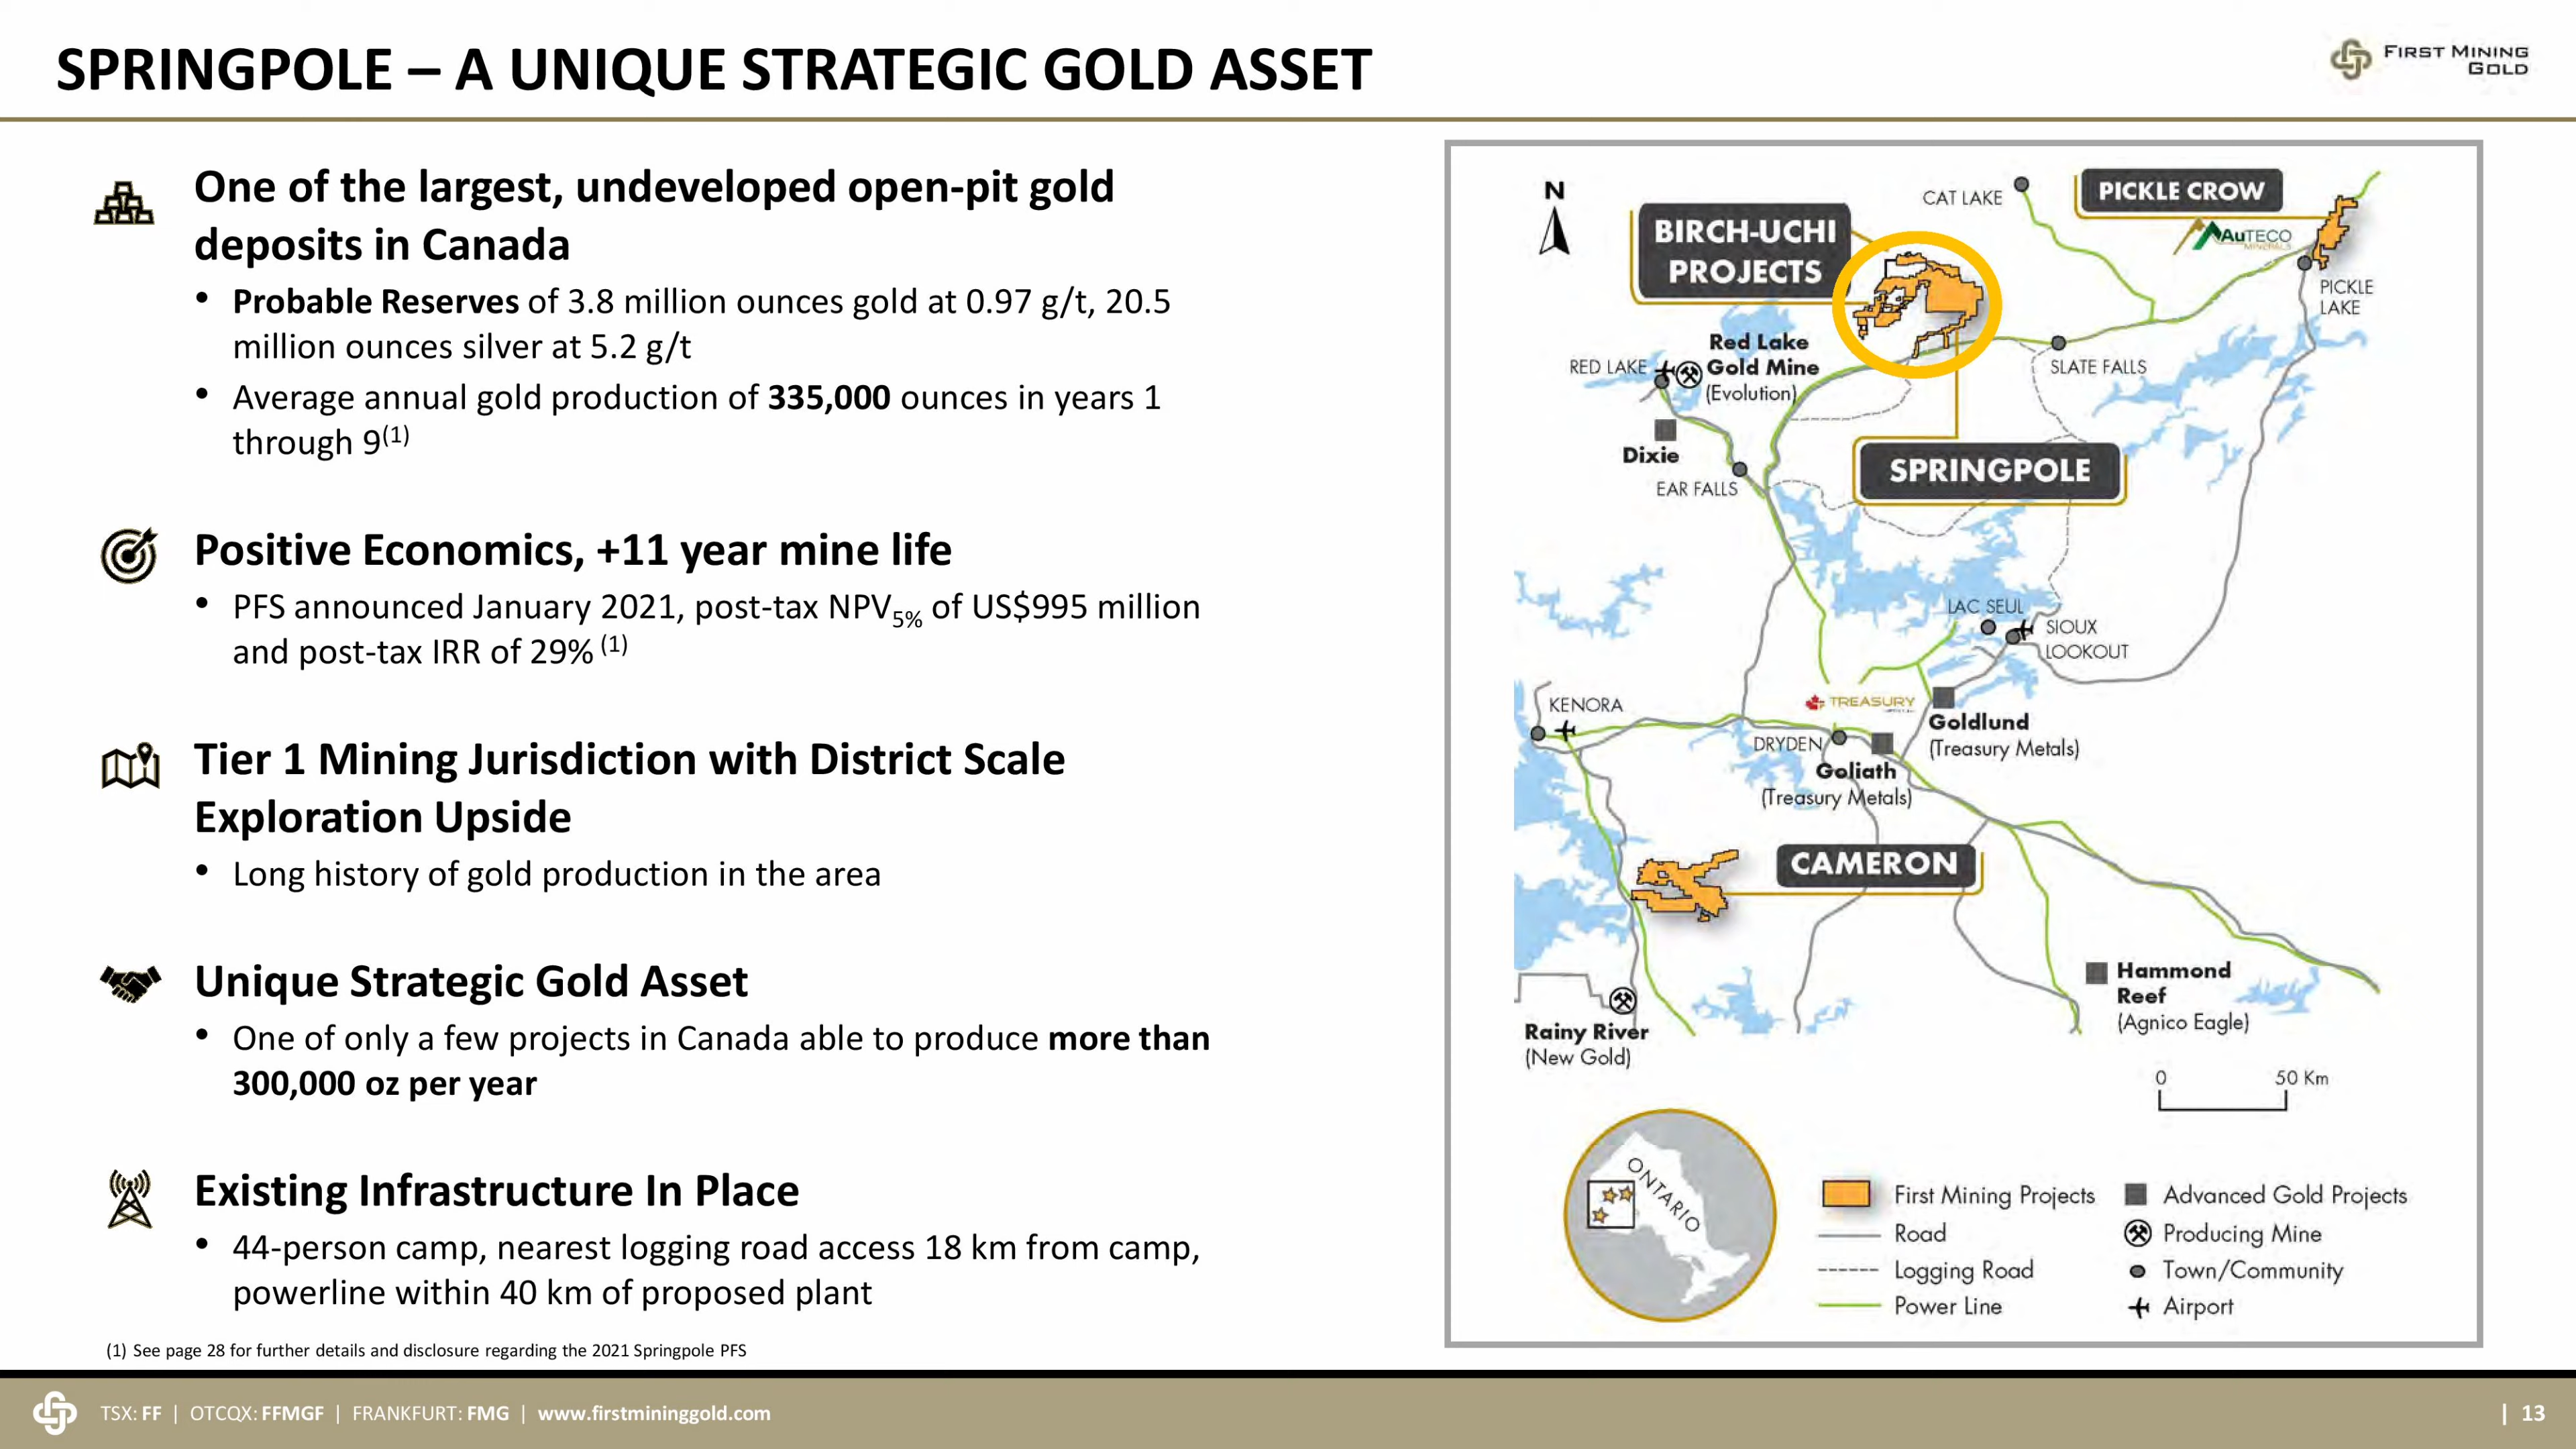 SPRINGPOLE – A UNIQUE STRATEGIC GOLD ASSET
FIRST MINING
GOLD
One of the largest, undeveloped open-pit gold
deposits in Canada
• Probable Reserves of 3.8 million ounces gold at 0.97 g/t, 20.5
million ounces silver at 5.2 g/t
• Average annual gold production of 335,000 ounces in years 1
through 9(1)
Positive Economics, +11 year mine life
• PFS announced January 2021, post-tax NPV5% of US$995 million
and post-tax IRR of 29% (1)
Tier 1 Mining Jurisdiction with District Scale
Exploration Upside
• Long history of gold production in the area
Unique Strategic Gold Asset
• One of only a few projects in Canada able to produce more than
300,000 oz per year
Existing Infrastructure In Place
• 44-person camp, nearest logging road access 18 km from camp,
powerline within 40 km of proposed plant
(1) See page 28 for further details and disclosure regarding the 2021 Springpole PFS
N
BIRCH-UCHI
PROJECTS
CAT LAKE
PICKLE CROW
AuTECO
MINERALS
PICKLE
LAKE
Red Lake
Gold Mine
(Evolution)
RED LAKE
SLATE FALLS
Dixie
EAR FALLS
SPRINGPOLE
LAC SEUL
SIOUX
LOOKOUT
KENORA
TREASURY
Goldlund
(Treasury Metals)
DRYDEN
Goliath
(Treasury Metals)
CAMERON
Hammond
Reef
(Agnico Eagle)
Rainy River
(New Gold)
0 50 Km
ONTARIO
First Mining Projects
Road
Logging Road
Power Line
Advanced Gold Projects
Producing Mine
Town/Community
Airport
TSX: FF | OTCQX: FFMGF | FRANKFURT: FMG | www.firstmininggold.com
| 13